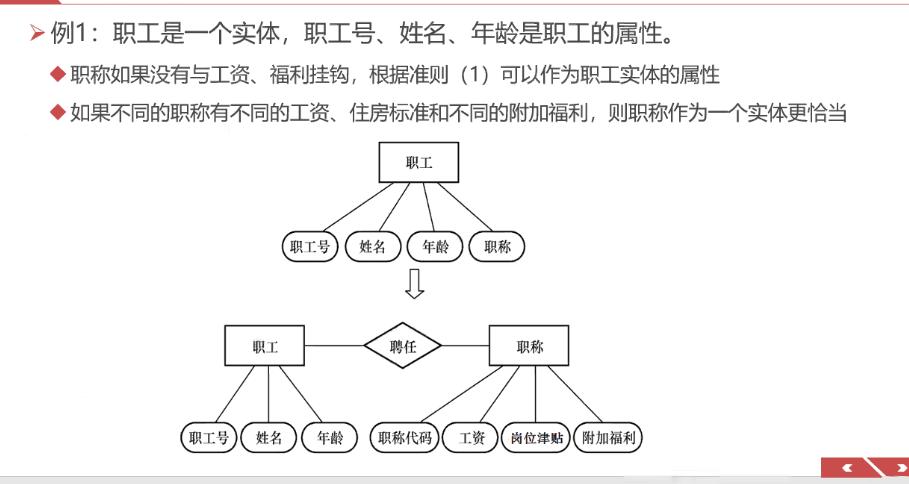 例1：职工是一个实体，职工号、姓名、年龄是职工的属性。
职称如果没有与工资、福利挂钩，根据准则（1）可以作为职工实体的属性
如果不同的职称有不同的工资、住房标准和不同的附加福利，则职称作为一个实体更恰当
职工
职工号 姓名 年龄 职称
职工 聘任 职称
职工号 姓名 年龄 职称代码 工资 岗位津贴 附加福利